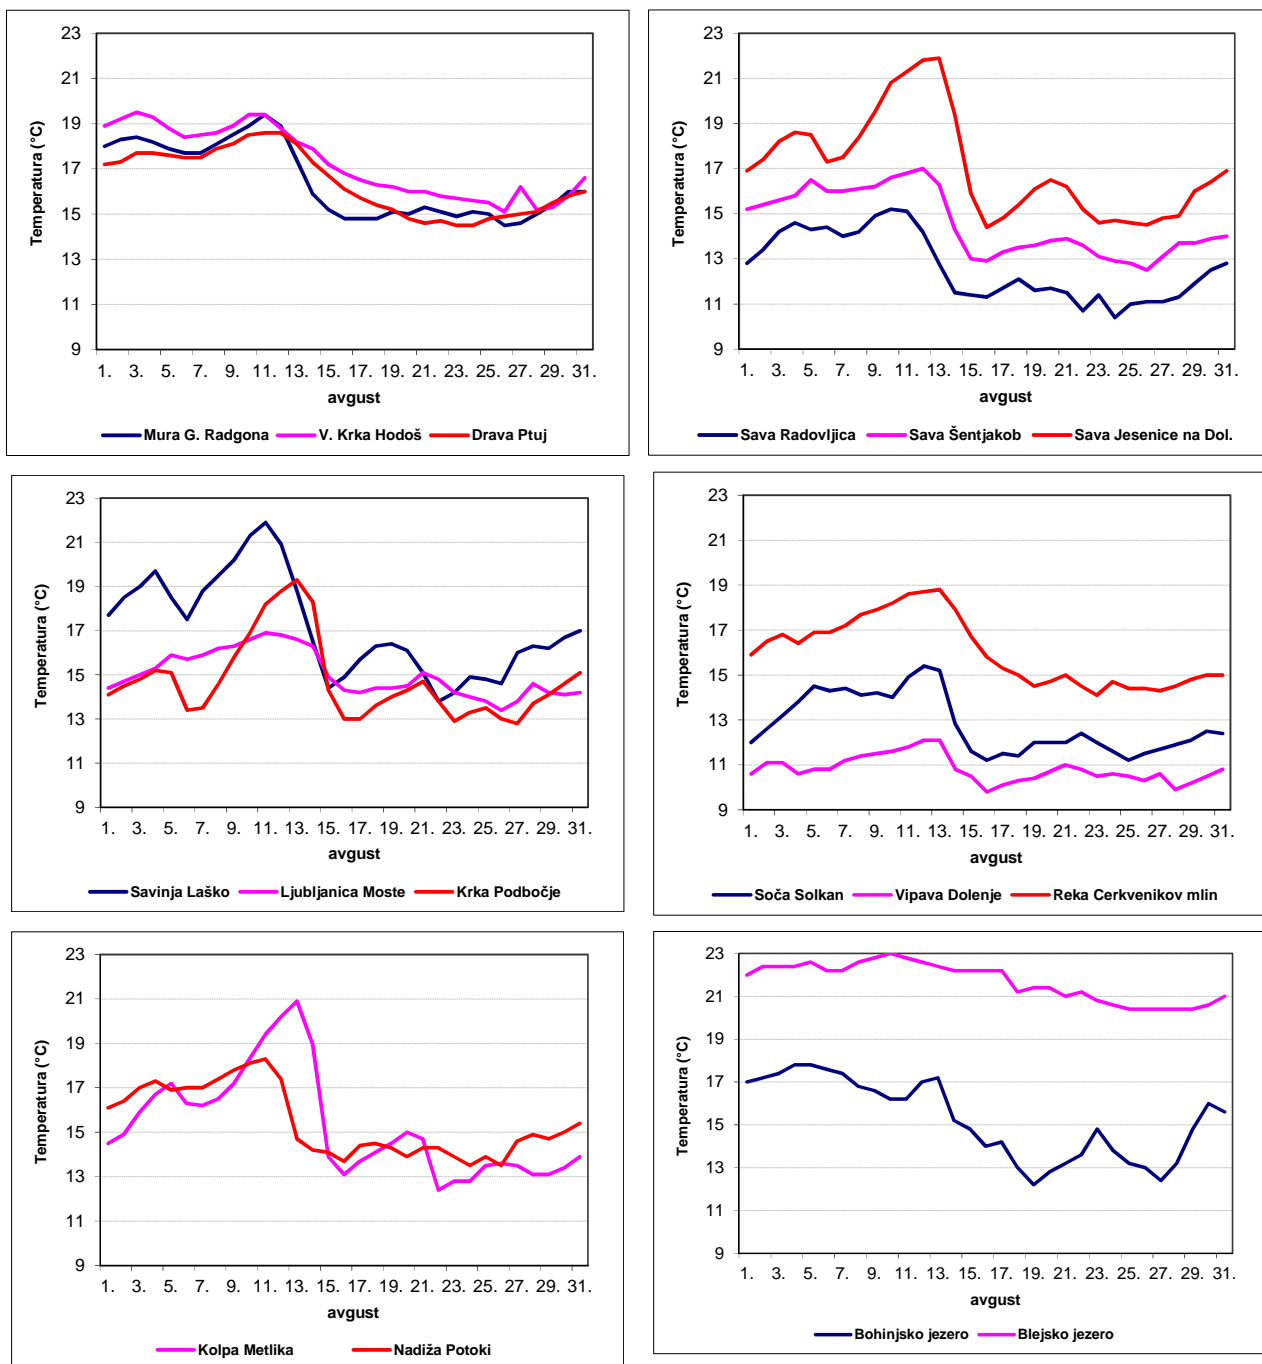 23
21
19
17
15
13
11
9
Temperatura (°C)
1. 3. 5. 7. 9. 11. 13. 15. 17. 19. 21. 23. 25. 27. 29. 31.
avgust
Mura G. Radgona V. Krka Hodoš Drava Ptuj
23
21
19
17
15
13
11
9
Temperatura (°C)
1. 3. 5. 7. 9. 11. 13. 15. 17. 19. 21. 23. 25. 27. 29. 31.
avgust
Sava Radovljica Sava Šentjakob Sava Jesenice na Dol.
23
21
19
17
15
13
11
9
Temperatura (°C)
1. 3. 5. 7. 9. 11. 13. 15. 17. 19. 21. 23. 25. 27. 29. 31.
avgust
Savinja Laško Ljubljanica Moste Krka Podbočje
23
21
19
17
15
13
11
9
Temperatura (°C)
1. 3. 5. 7. 9. 11. 13. 15. 17. 19. 21. 23. 25. 27. 29. 31.
avgust
Soča Solkan Vipava Dolenje Reka Cerkvenikov mlin
23
21
19
17
15
13
11
9
Temperatura (°C)
1. 3. 5. 7. 9. 11. 13. 15. 17. 19. 21. 23. 25. 27. 29. 31.
avgust
Kolpa Metlika Nadiža Potoki
23
21
19
17
15
13
11
9
Temperatura (°C)
1. 3. 5. 7. 9. 11. 13. 15. 17. 19. 21. 23. 25. 27. 29. 31.
avgust
Bohinjsko jezero Blejsko jezero